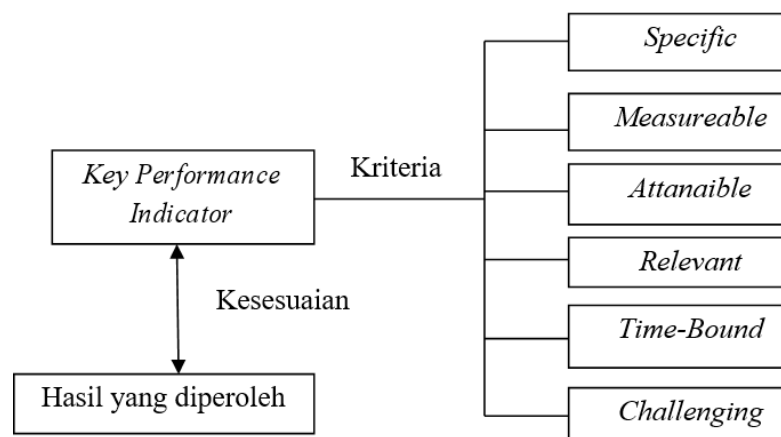 Specific
Measureable
Kriteria
Key Performance
Indicator
Attanaible
Relevant
Kesesuaian
Time-Bound
Hasil yang diperoleh
Challenging